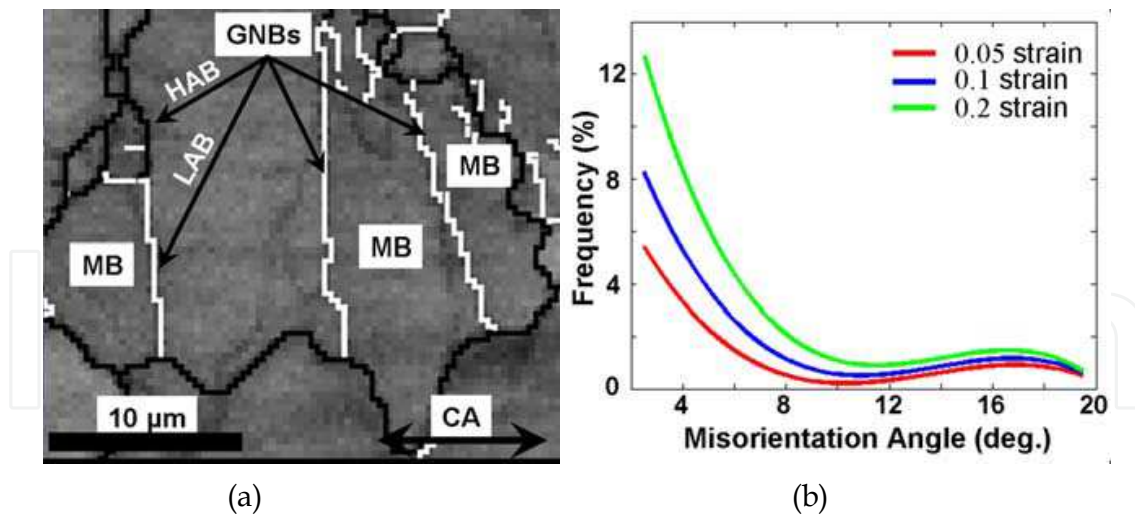 GNBs
HAB
LAB
MB
MB
MB
10 µm
CA
(a)
Frequency (%)
12
8
4
0
0.05 strain
0.1 strain
0.2 strain
4 8 12 16 20
Misorientation Angle (deg.)
(b)